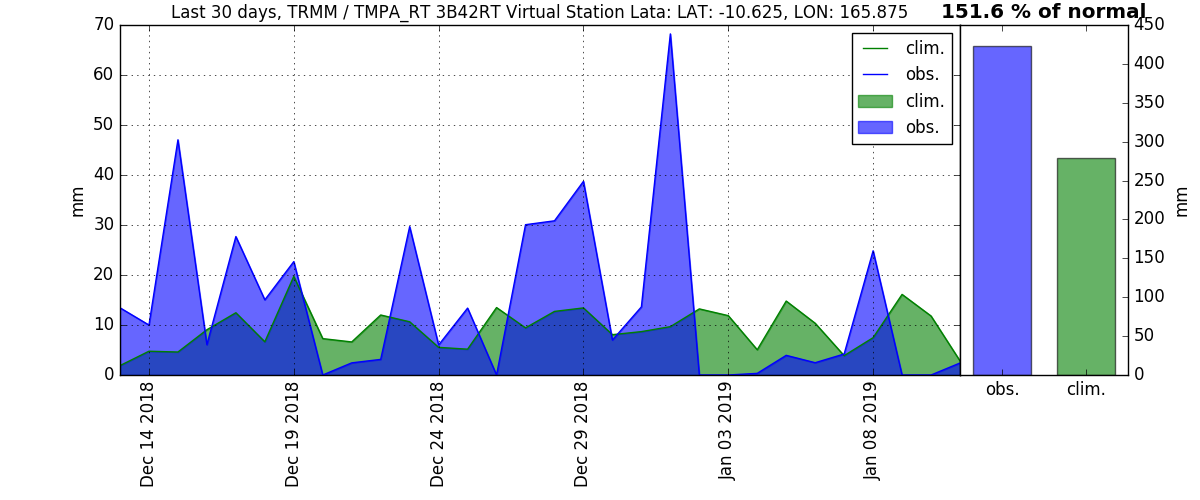 Last 30 days, TRMM / TMPA_RT 3B42RT Virtual Station Lata: LAT: -10.625, LON: 165.875
151.6 % of normal
70
60
50
40
30
20
10
0
mm
clim.
obs.
clim.
obs.
450
400
350
300
250
200
150
100
50
0
mm
Dec 14 2018
Dec 19 2018
Dec 24 2018
Dec 29 2018
Jan 03 2019
Jan 08 2019
obs.
clim.